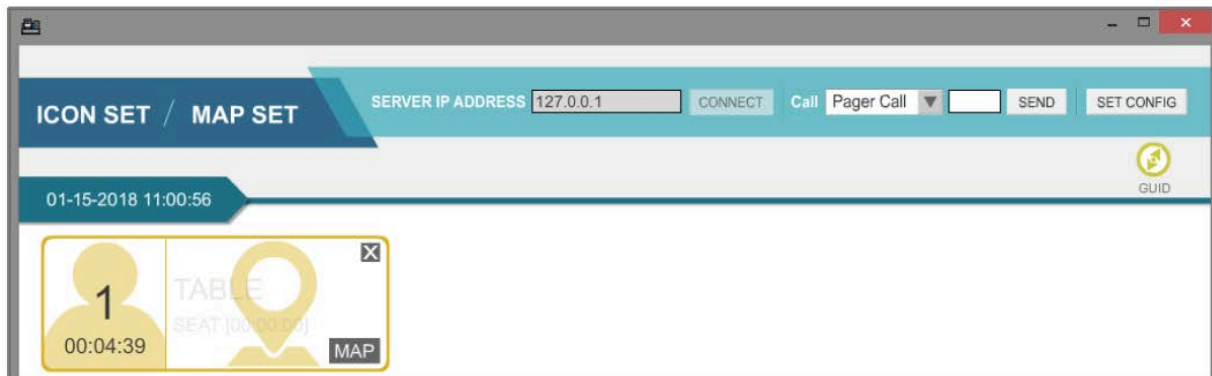 ICON SET / MAP SET
SERVER IP ADDRESS 127.0.0.1 CONNECT Call Pager Call SEND SET CONFIG
GUID
01-15-2018 11:00:56
X
1
00:04:39
TABLE
SEAT [00:00:00]
MAP